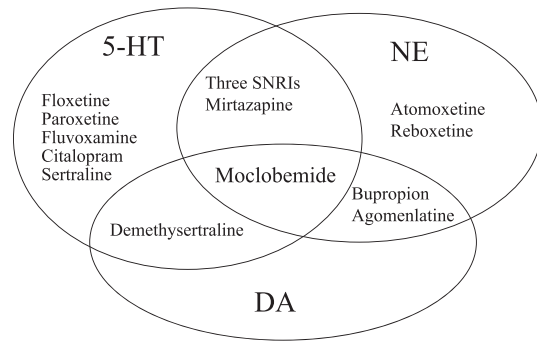 5-HT
NE
Three SNRIs
Mirtazapine
Floxetine
Paroxetine
Fluvoxamine
Citalopram
Sertraline
Atomoxetine
Reboxetine
Moclobemide
Bupropion
Agomenlatine
Demethysertraline
DA